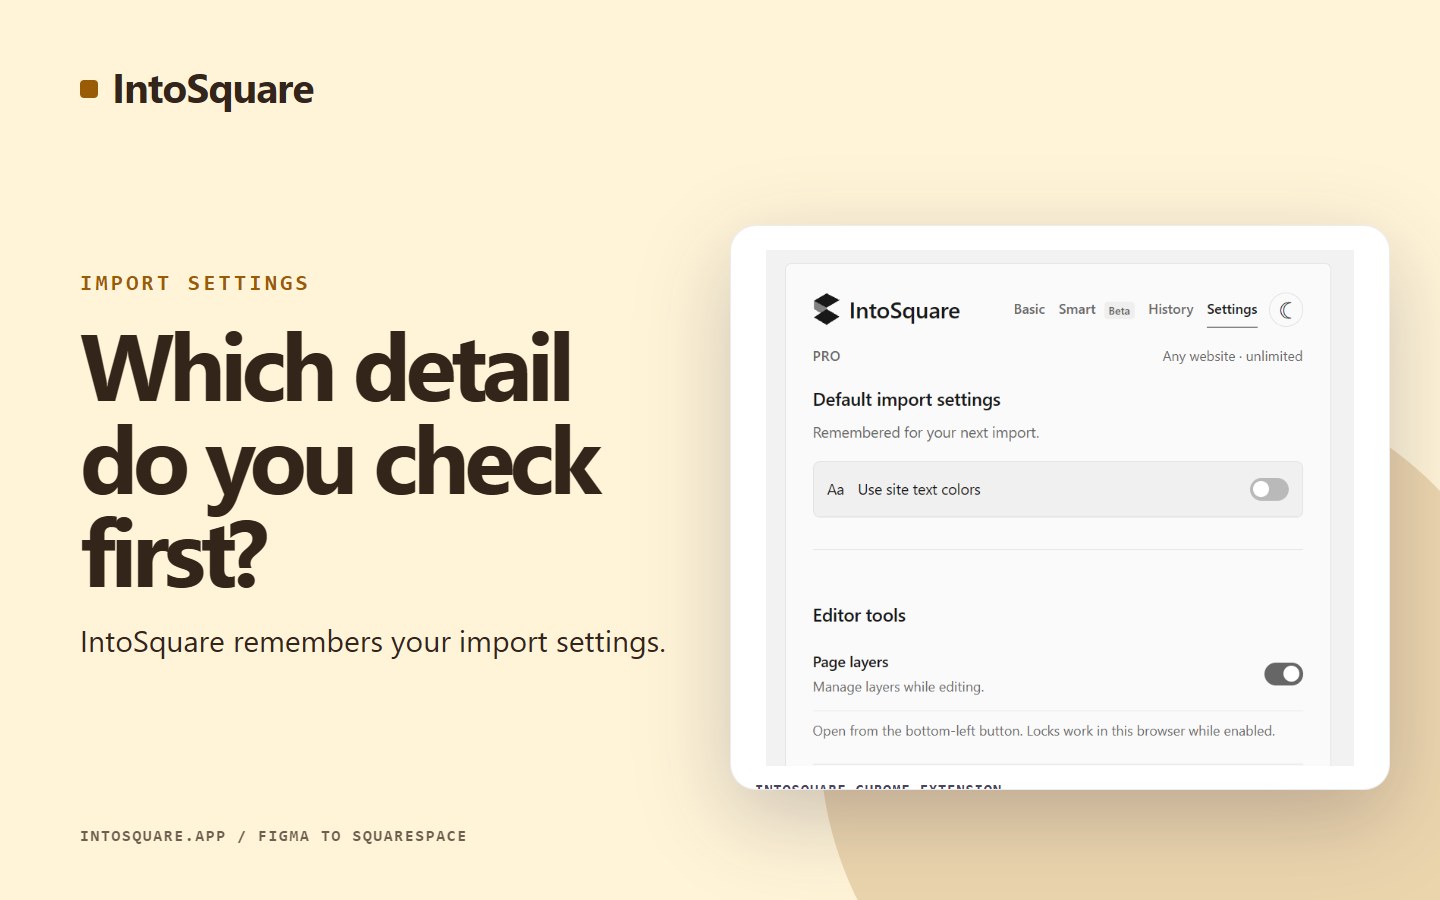 IntoSquare
IMPORT SETTINGS
Which detail
do you check
first?
IntoSquare remembers your import settings.
INTOSQUARE.APP / FIGMA TO SQUARESPACE
IntoSquare
Basic Smart Beta History Settings
PRO
Any website · unlimited
Default import settings
Remembered for your next import.
Aa Use site text colors
Editor tools
Page layers
Manage layers while editing.
Open from the bottom-left button. Locks work in this browser while enabled.
INTOSQUARE CHROME EXTENSION